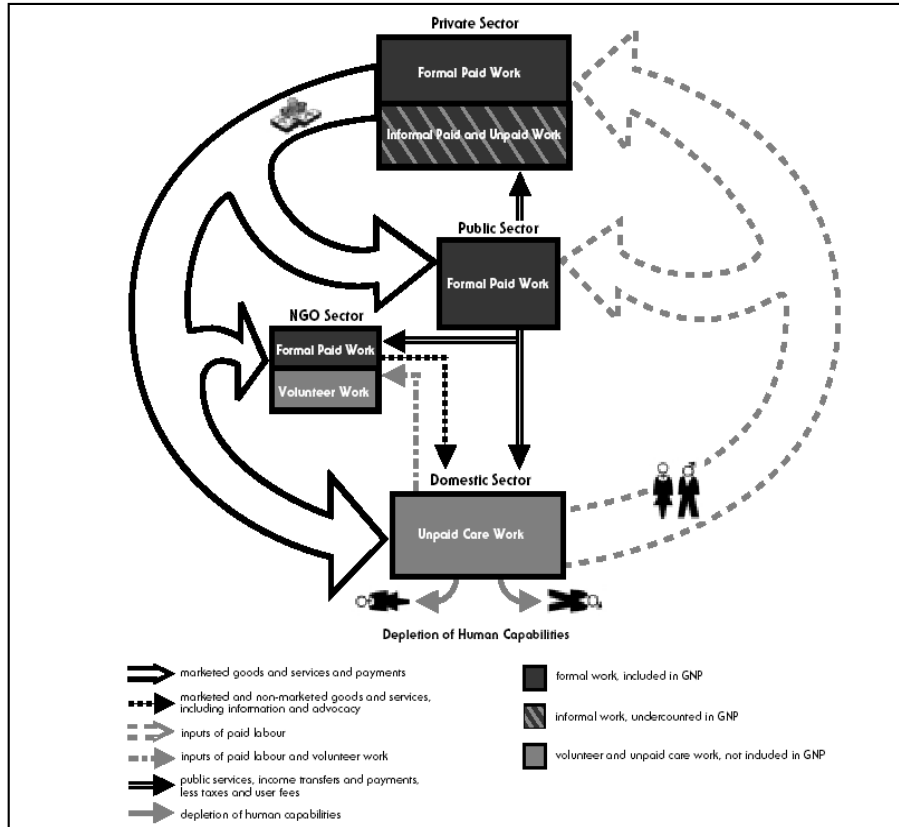 Private Sector
Formal Paid Work
Informal Paid and Unpaid Work
Public Sector
Formal Paid Work
NGO Sector
Formal Paid Work
Volunteer Work
Domestic Sector
Unpaid Care Work
Depletion of Human Capabilities
marketed goods and services and payments
marketed and non-marketed goods and services,
including information and advocacy
inputs of paid labour
inputs of paid labour and volunteer work
public services, income transfers and payments,
less taxes and user fees
depletion of human capabilities
formal work, included in GNP
informal work, undercounted in GNP
volunteer and unpaid care work, not included in GNP